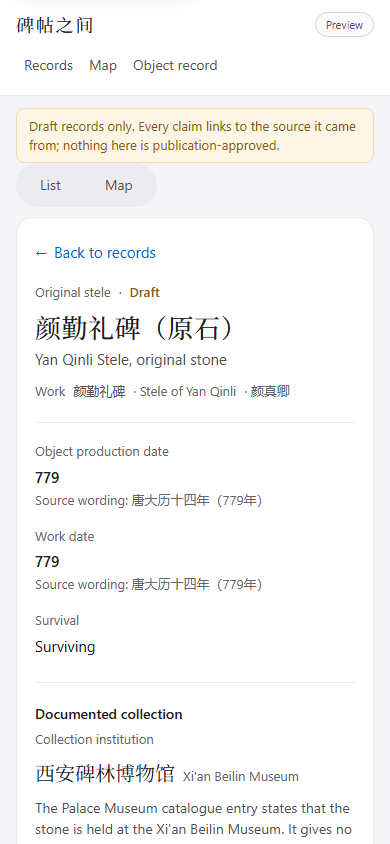 碑帖之间
Preview
Records Map Object record
Draft records only. Every claim links to the source it came
from; nothing here is publication-approved.
List Map
← Back to records
Original stele · Draft
颜勤礼碑（原石）
Yan Qinli Stele, original stone
Work 颜勤礼碑 · Stele of Yan Qinli · 颜真卿
Object production date
779
Source wording: 唐大历十四年（779年）
Work date
779
Source wording: 唐大历十四年（779年）
Survival
Surviving
Documented collection
Collection institution
西安碑林博物馆 Xi'an Beilin Museum
The Palace Museum catalogue entry states that the
stone is held at the Xi'an Beilin Museum. It gives no